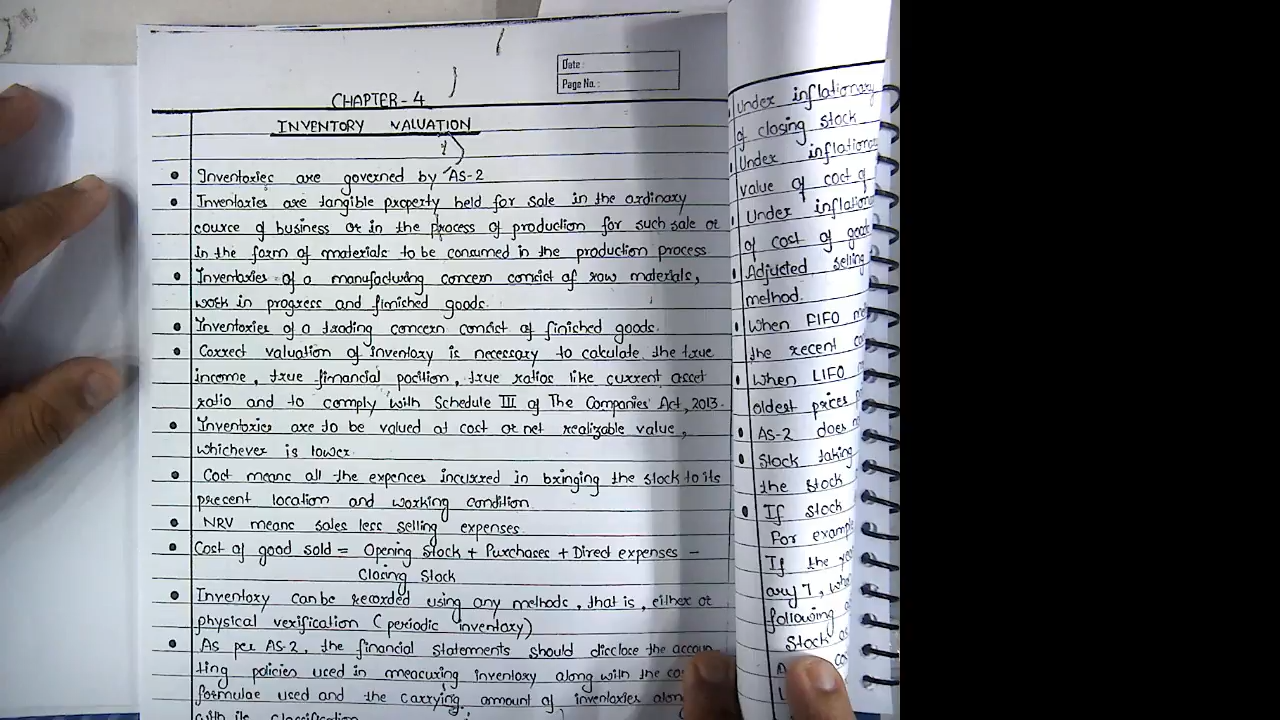 Date :
Page No. :
CHAPTER - 4
INVENTORY VALUATION
Inventories are governed by AS-2
Inventories are tangible property held for sale in the ordinary
cource of business or in the process of production for such sale or
in the form of materials to be consumed in the production process
Inventories of a manufacturing concern consist of raw materials,
work in progress and finished goods.
Inventories of a trading concern consist of finished goods.
Correct valuation of inventory is necessary to calculate the true
income, true financial position, true ratios like current asset
ratio and to comply with Schedule III of The Companies' Act, 2013.
Inventories are to be valued at cost or net realizable value,
whichever is lower.
Cost means all the expences incurred in bringing the stock to its
present location and working condition
NRV means sales less selling expenses.
Cost of good sold = Opening Stock + Purchases + Direct expenses -
Closing Stock
Inventory can be recorded using any methods, that is, either at
physical verification (periodic inventory)
As per AS-2, the financial statements should disclose the accoun-
ting policies used in measuring inventory along with the
formulae used and the carrying amount of inventories
with its classification
Under inflationary
of closing stock
Under
value of cost of
Under
of cost of
Adjusted selling
method.
When FIFO
the recent
When LIFO
oldest prices
AS-2 does
Stock taking
the stock
If stock
For
If the
ary 7,
following
Stock as